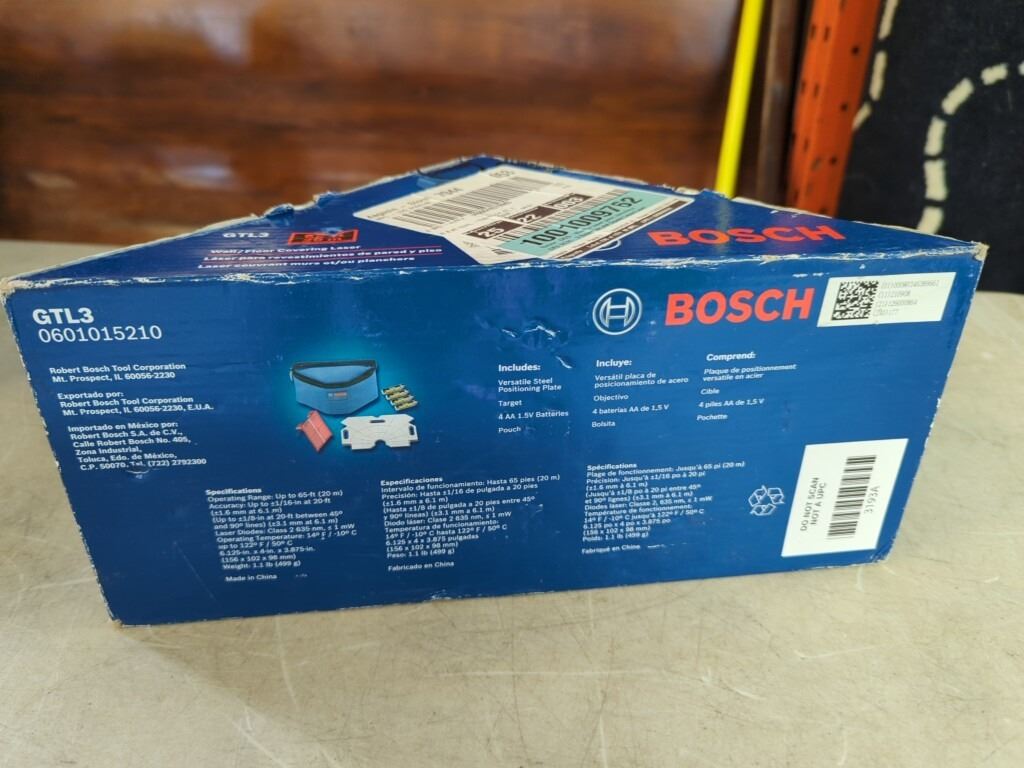 GTL3
Wall/Floor Covering Laser
Láser para revestimientos de pared y piso
25
22
1001009762
BOSCH
GTL3
0601015210
Robert Bosch Tool Corporation
Mt. Prospect, IL 60056-2230
Exportado por:
Robert Bosch Tool Corporation
Mt. Prospect, IL 60056-2230, E.U.A.
Importado en México por:
Robert Bosch S.A. de C.V.,
Calle Robert Bosch No. 405,
Zona Industrial,
Toluca, Edo. de México,
C.P. 50070, Tel. (722) 2792300
BOSCH
Includes:
Versatile Steel
Positioning Plate
Target
4 AA 1.5V Batteries
Pouch
Incluye:
Versátil placa de
posicionamiento de acero
Objectivo
4 baterías AA de 1,5 V
Bolsita
Comprend:
Plaque de positionnement
versatile en acier
Cible
4 piles AA de 1,5 V
Pochette
Specifications
Operating Range: Up to 65-ft (20 m)
Accuracy: Up to ±1/16-in at 20-ft
(±1.6 mm at 6.1 m)
(Up to ±1/8-in at 20-ft between 45º
and 90º lines) (±3.1 mm at 6.1 m)
Laser Diodes: Class 2 635 nm, ≤ 1 mW
Operating Temperature: 14º F / -10º C
up to 122º F / 50º C
6.125-in. x 4-in. x 3.875-in.
(156 x 102 x 98 mm)
Weight: 1.1 lb (499 g)
Made in China
Especificaciones
Intervalo de funcionamiento: Hasta 65 pies (20 m)
Precisión: Hasta ±1/16 de pulgada a 20 pies
(±1.6 mm a 6.1 m)
(Hasta ±1/8 de pulgada a 20 pies entre 45º
y 90º lineas) (±3.1 mm a 6.1 m)
Diodo láser: Clase 2 635 nm, ≤ 1 mW
Temperatura de funcionamiento:
14º F / -10º C hasta 122º F / 50º C
6.125 x 4 x 3.875 pulgadas
(156 x 102 x 98 mm)
Peso: 1.1 lb (499 g)
Fabricado en China
Spécifications
Plage de fonctionnement: Jusqu'à 65 pi (20 m)
Précision: Jusqu'à ±1/16 po à 20 pi
(±1.6 mm à 6.1 m)
(Jusqu'à ±1/8 po à 20 pi entre 45º
et 90º lignes) (±3.1 mm à 6.1 m)
Diodes laser: Classe 2 635 nm, ≤ 1 mW
Température de fonctionnement:
14º F / -10º C jusqu'à 122º F / 50º C
6.125 po x 4 po x 3.875 po
(156 x 102 x 98 mm)
Poids: 1.1 lb (499 g)
Fabriqué en China
DO NOT SCAN
NOT A UPC
3193A